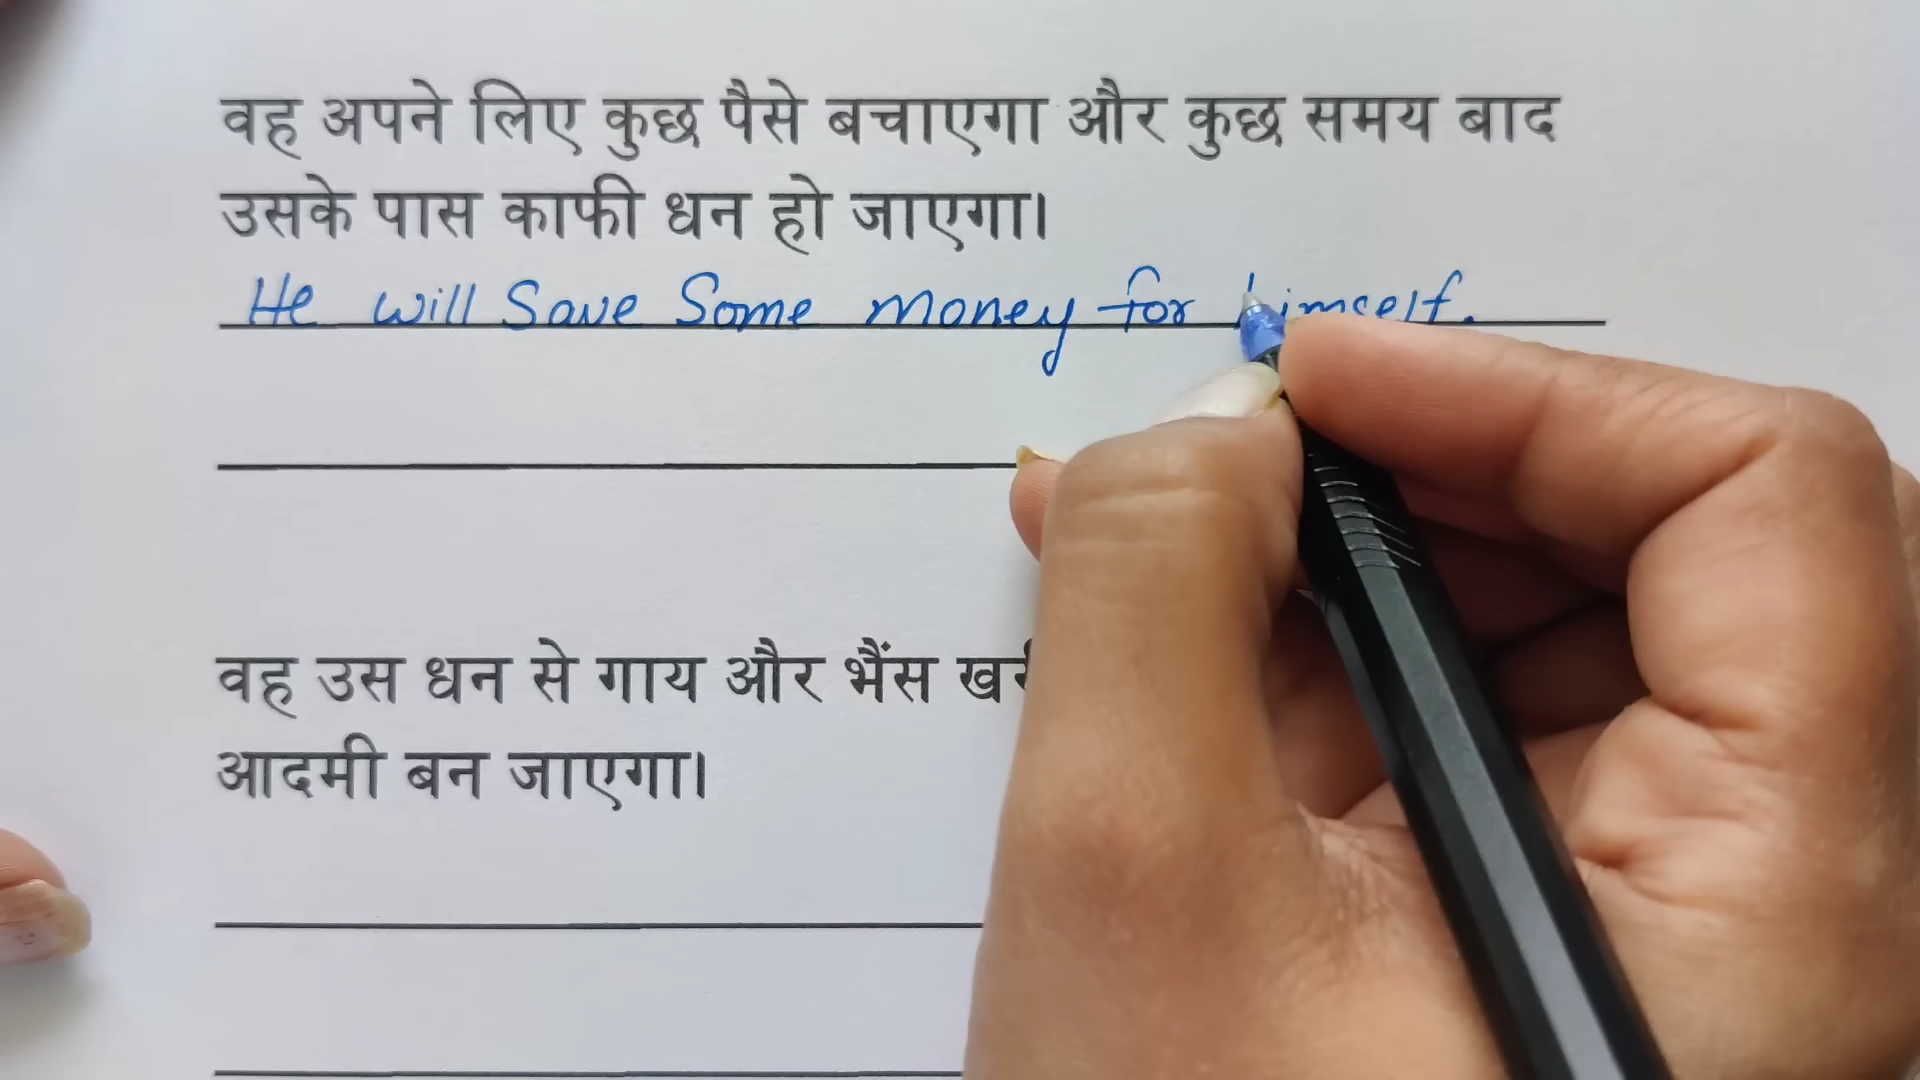 वह अपने लिए कुछ पैसे बचाएगा और कुछ समय बाद
उसके पास काफी धन हो जाएगा।
He will Save Some money for himself.
वह उस धन से गाय और भैंस
आदमी बन जाएगा।